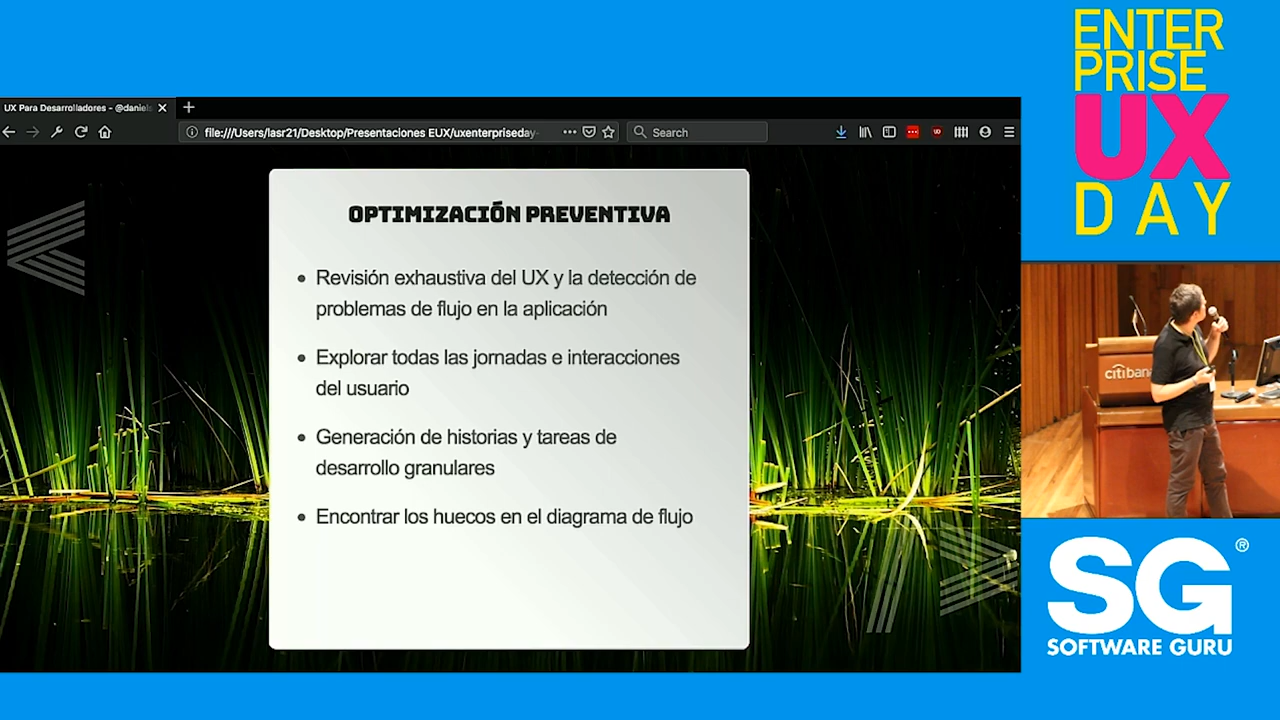 ENTER
PRISE
UX
DAY
UX Para Desarrolladores - @daniels
file:///Users/lasr21/Desktop/Presentaciones EUX/uxenterpriseday-
Search
OPTIMIZACIÓN PREVENTIVA
• Revisión exhaustiva del UX y la detección de
problemas de flujo en la aplicación
• Explorar todas las jornadas e interacciones
del usuario
• Generación de historias y tareas de
desarrollo granulares
• Encontrar los huecos en el diagrama de flujo
citibana
SG®
SOFTWARE GURU